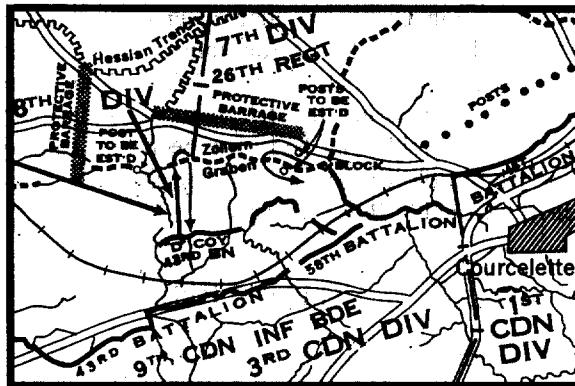 Hessian Trench
7TH DIV
26TH REGT
8TH
DIV
PROTECTIVE
BARRAGE
PROTECTIVE
BARRAGE
POSTS
TO BE
EST'D
POSTS
POST
TO BE
EST'D
Zollern
Graben
BLOCK
BATTALION
"D" COY
43RD BN
58TH BATTALION
Courcelette
43RD BATTALION
9TH CDN INF BDE
3RD CDN DIV
1ST
CDN
DIV